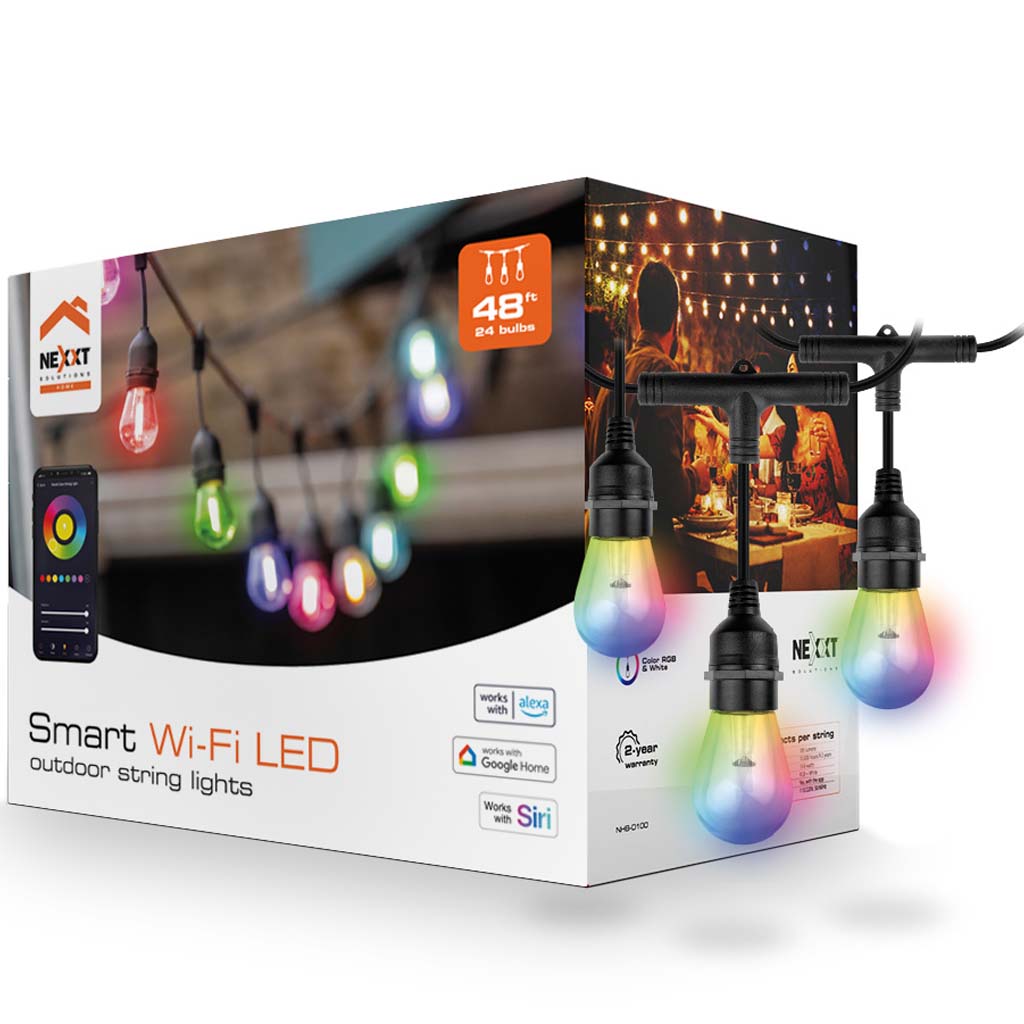 NEXXT
SOLUTIONS
HOME
48ft
24 bulbs
Smart Wi-Fi LED
outdoor string lights
works with alexa
works with Google Home
Works with Siri
Color RGB
& White
NEXXT
SOLUTIONS
2-year
warranty
per string
NHB-O100